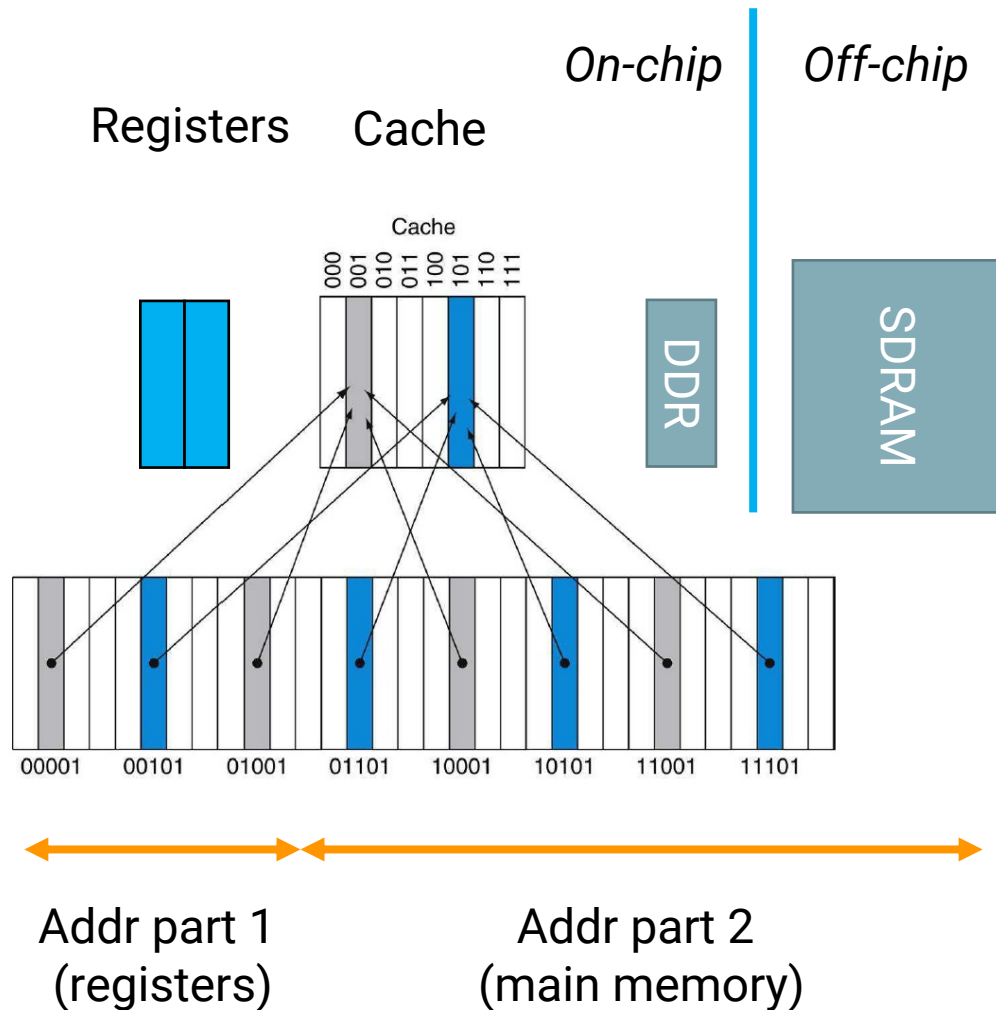 On-chip
Off-chip
Registers
Cache
Cache
000
001
010
011
100
101
110
111
DDR
SDRAM
00001
00101
01001
01101
10001
10101
11001
11101
Addr part 1
(registers)
Addr part 2
(main memory)